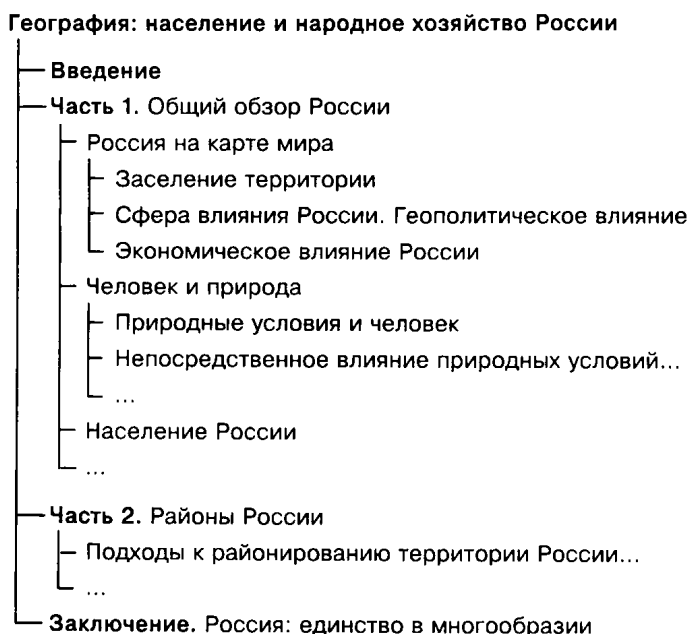 География: население и народное хозяйство России
Введение
Часть 1. Общий обзор России
Россия на карте мира
Заселение территории
Сфера влияния России. Геополитическое влияние
Экономическое влияние России
Человек и природа
Природные условия и человек
Непосредственное влияние природных условий...
...
Население России
...
Часть 2. Районы России
Подходы к районированию территории России...
...
Заключение. Россия: единство в многообразии